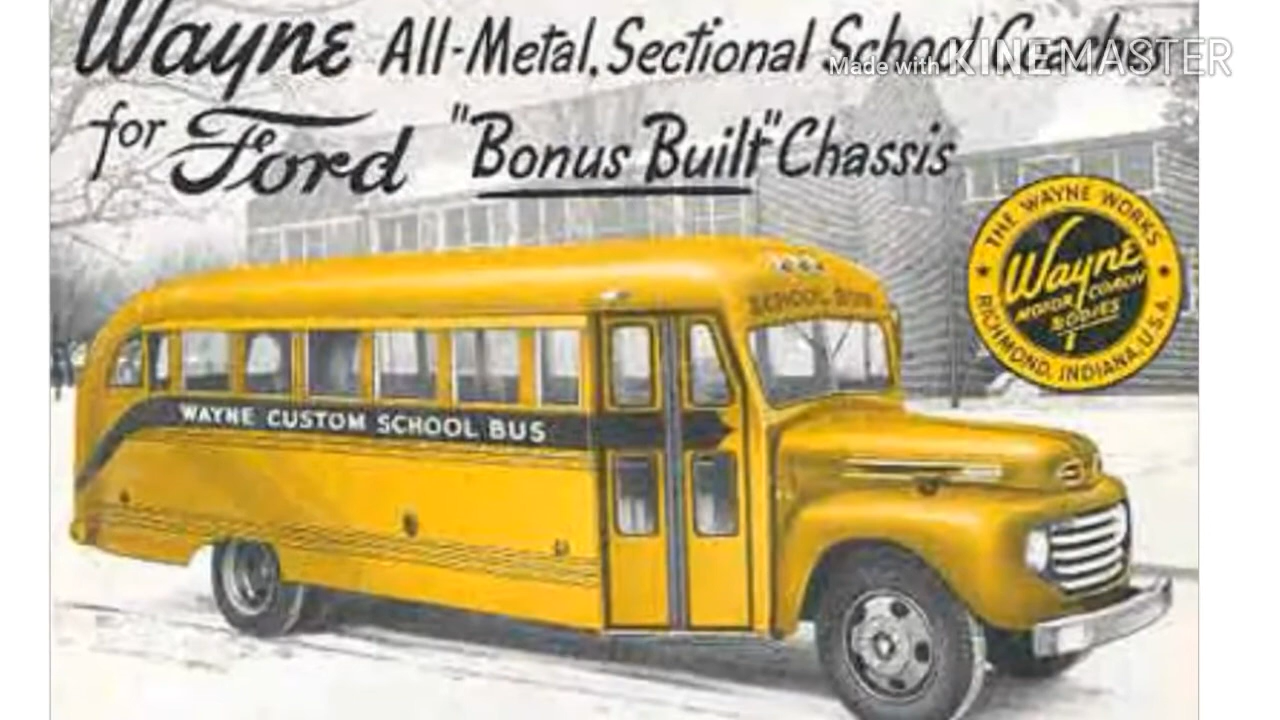 Wayne All-Metal, Sectional School Coaches
Made with KINEMASTER
for Ford "Bonus Built" Chassis
THE WAYNE WORKS
Wayne
MOTOR COACH
BODIES
RICHMOND, INDIANA, U.S.A.
SCHOOL BUS
WAYNE CUSTOM SCHOOL BUS